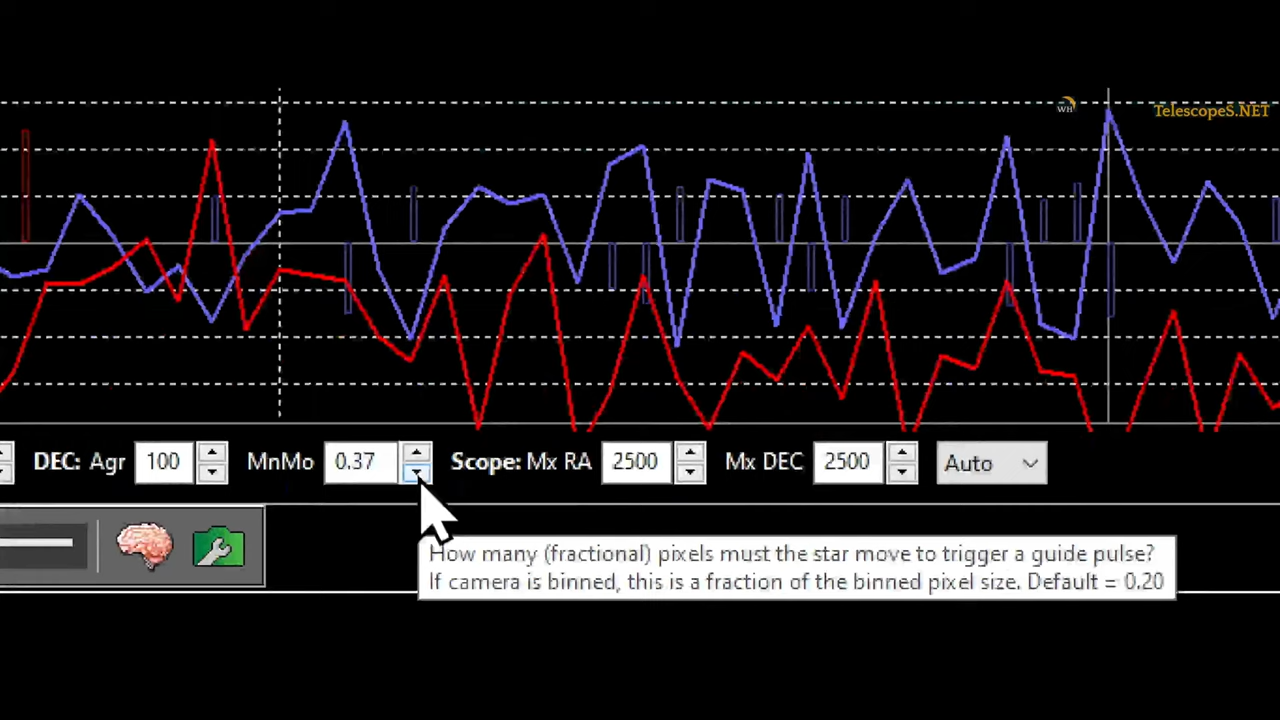 WH
TelescopeS.NET
DEC: Agr 100 MnMo 0.37 Scope: Mx RA 2500 Mx DEC 2500 Auto
How many (fractional) pixels must the star move to trigger a guide pulse?
If camera is binned, this is a fraction of the binned pixel size. Default = 0.20